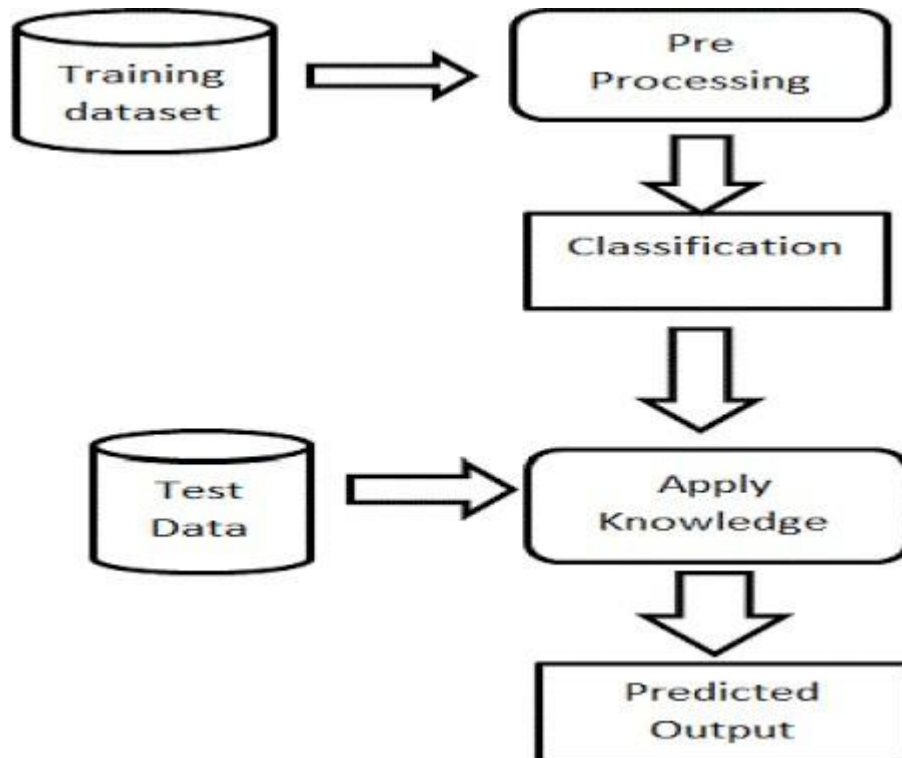 Training
dataset
Pre
Processing
Classification
Test
Data
Apply
Knowledge
Predicted
Output